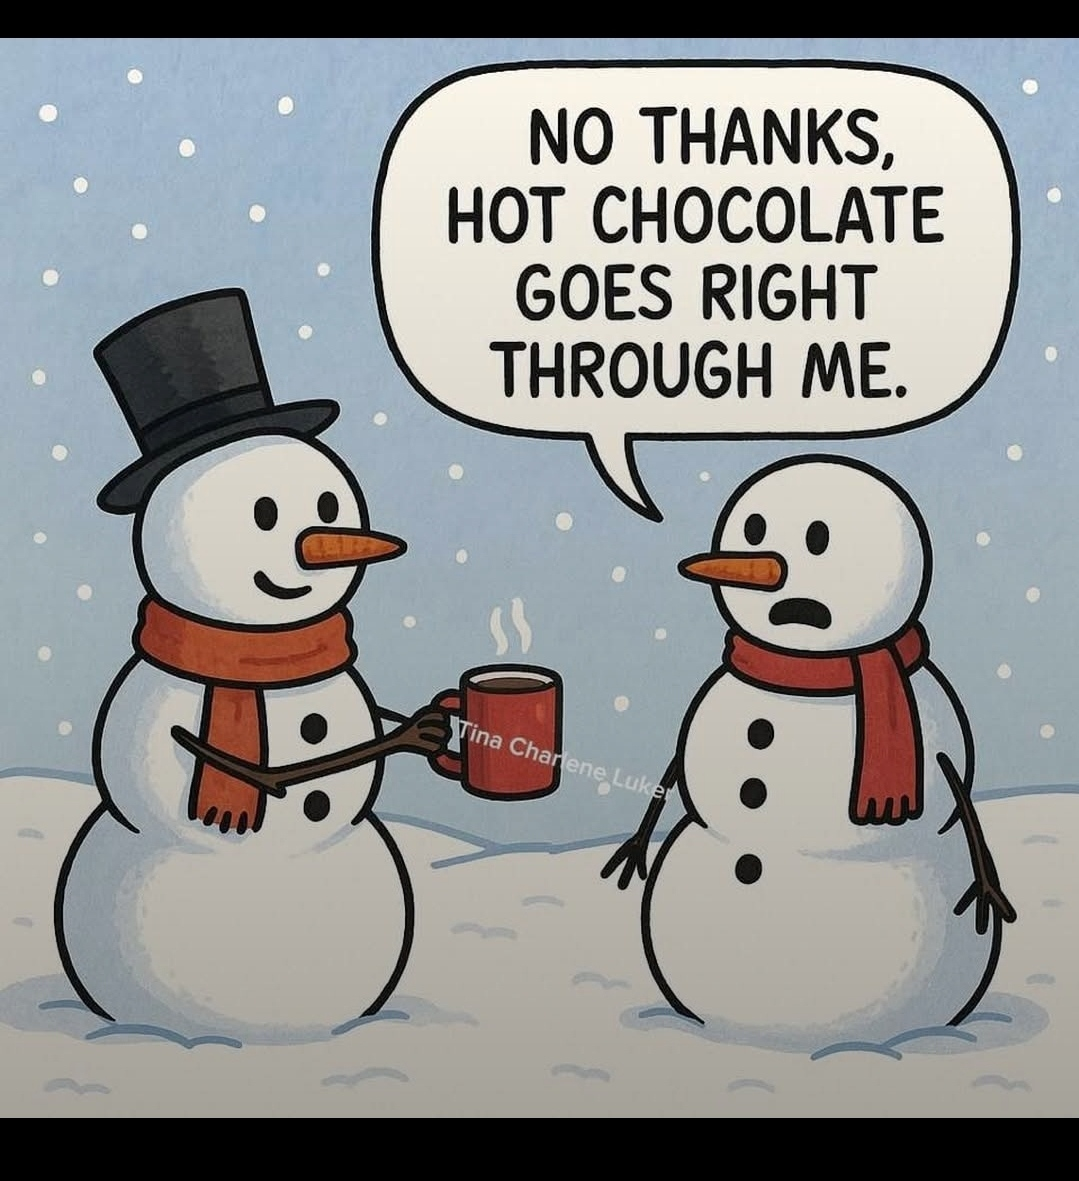 NO THANKS,
HOT CHOCOLATE
GOES RIGHT
THROUGH ME.
Tina Charlene Luker